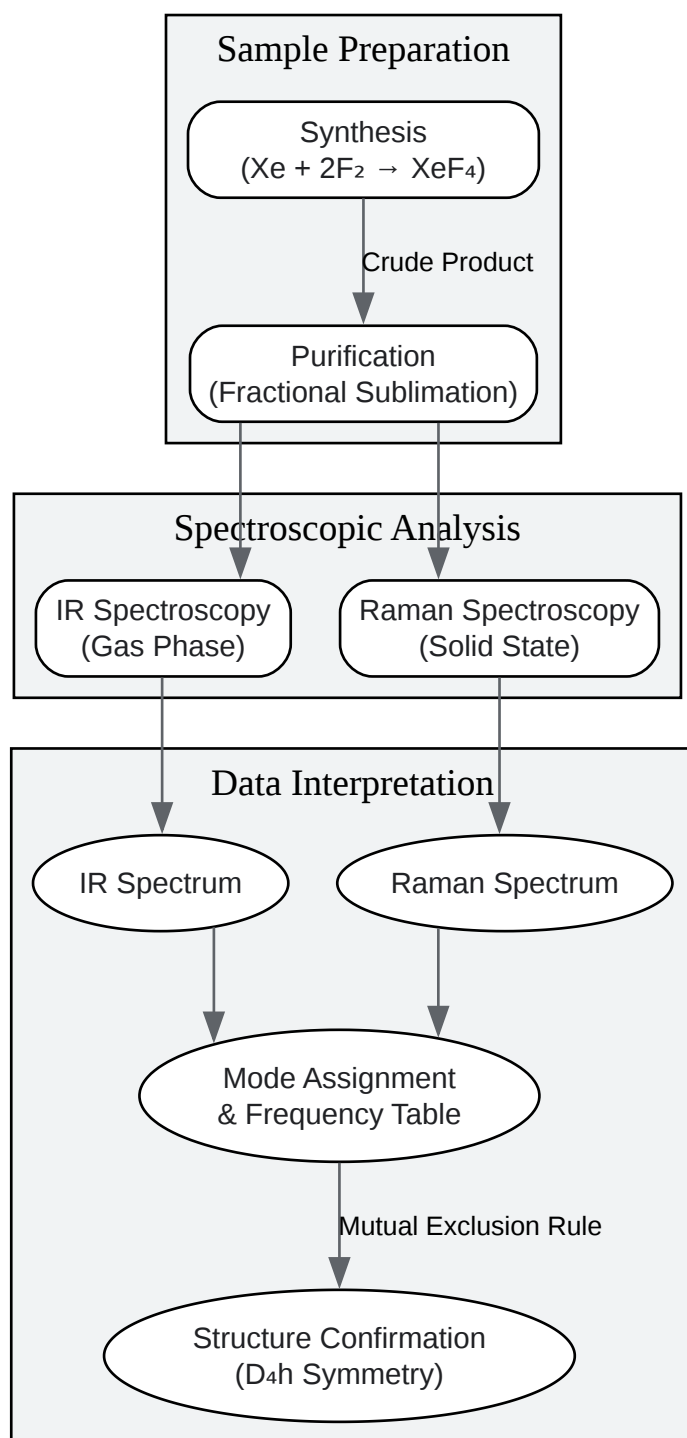 Sample Preparation
Synthesis
(Xe + 2F₂ → XeF₄)
Crude Product
Purification
(Fractional Sublimation)
Spectroscopic Analysis
IR Spectroscopy
(Gas Phase)
Raman Spectroscopy
(Solid State)
Data Interpretation
IR Spectrum
Raman Spectrum
Mode Assignment
& Frequency Table
Mutual Exclusion Rule
Structure Confirmation
(D₄h Symmetry)